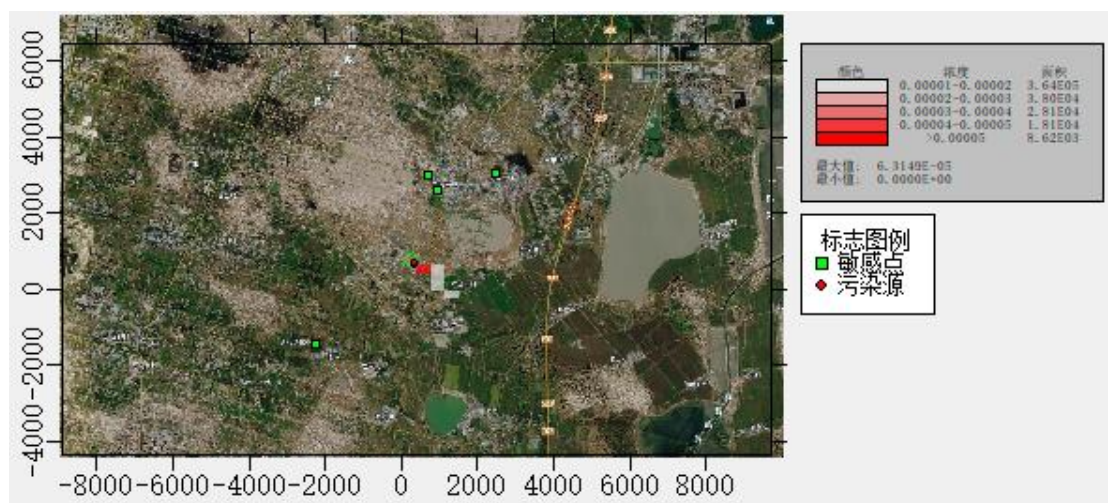 6000
4000
2000
0
-2000
-4000
-8000 -6000 -4000 -2000 0 2000 4000 6000 8000
颜色 浓度 面积
0.00001-0.00002 3.64E05
0.00002-0.00003 3.80E04
0.00003-0.00004 2.81E04
0.00004-0.00005 1.81E04
>0.00005 8.62E03
最大值: 6.3149E-05
最小值: 0.0000E+00
标志图例
敏感点
污染源